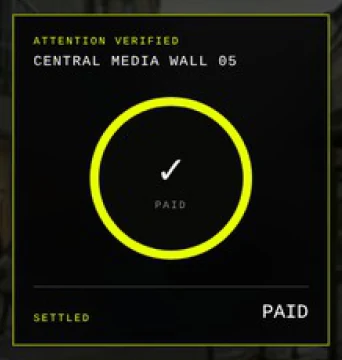 ATTENTION VERIFIED
CENTRAL MEDIA WALL 05
✓
PAID
SETTLED
PAID